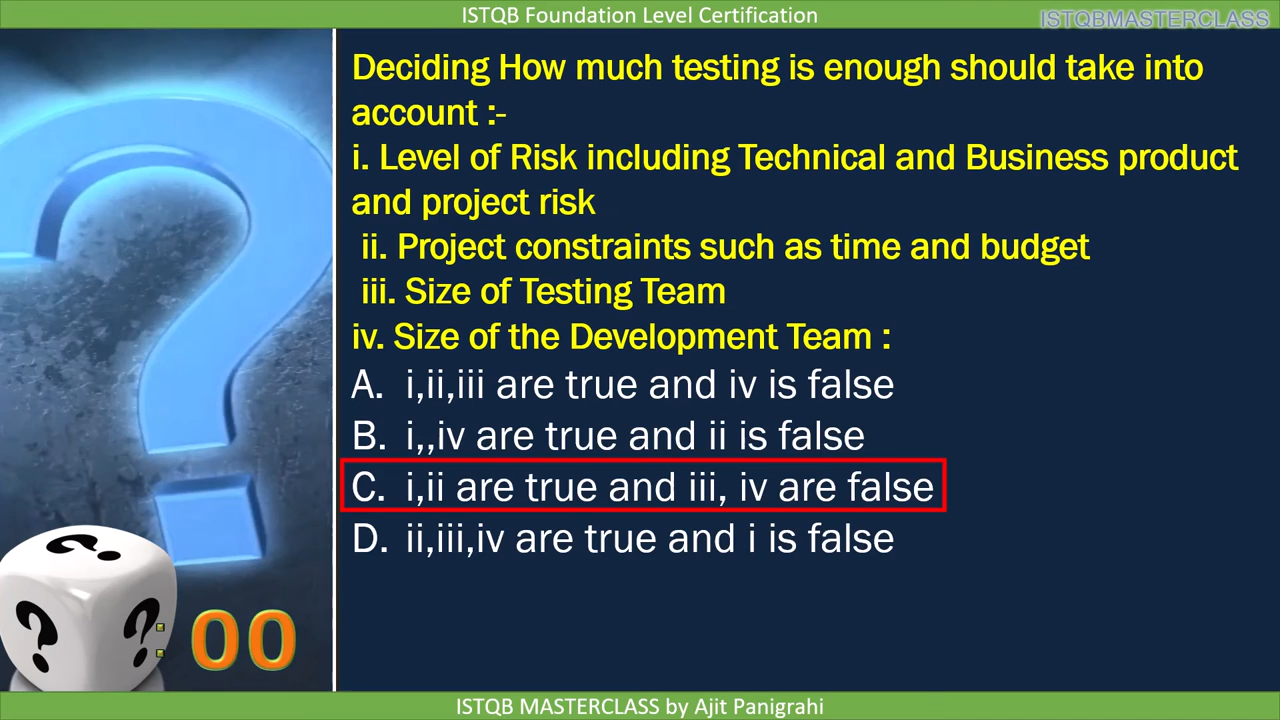 ISTQB Foundation Level Certification
ISTQBMASTERCLASS
Deciding How much testing is enough should take into
account :-
i. Level of Risk including Technical and Business product
and project risk
ii. Project constraints such as time and budget
iii. Size of Testing Team
iv. Size of the Development Team :
A. i,ii,iii are true and iv is false
B. i,,iv are true and ii is false
C. i,ii are true and iii, iv are false
D. ii,iii,iv are true and i is false
: 00
ISTQB MASTERCLASS by Ajit Panigrahi